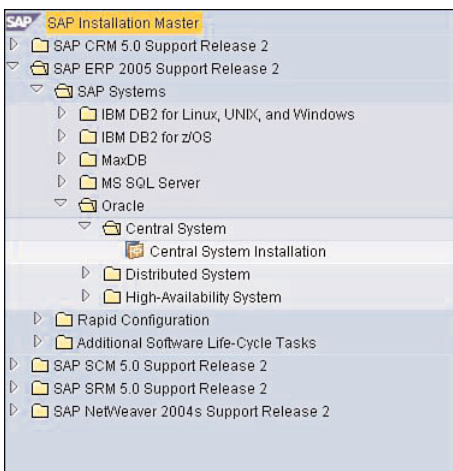 SAP SAP Installation Master
SAP CRM 5.0 Support Release 2
SAP ERP 2005 Support Release 2
SAP Systems
IBM DB2 for Linux, UNIX, and Windows
IBM DB2 for z/OS
MaxDB
MS SQL Server
Oracle
Central System
Central System Installation
Distributed System
High-Availability System
Rapid Configuration
Additional Software Life-Cycle Tasks
SAP SCM 5.0 Support Release 2
SAP SRM 5.0 Support Release 2
SAP NetWeaver 2004s Support Release 2